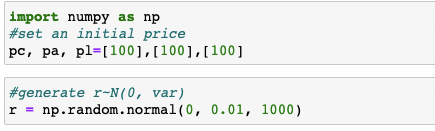 import numpy as np
#set an initial price
pc, pa, pl=[100],[100],[100]
#generate r~N(0, var)
r = np.random.normal(0, 0.01, 1000)